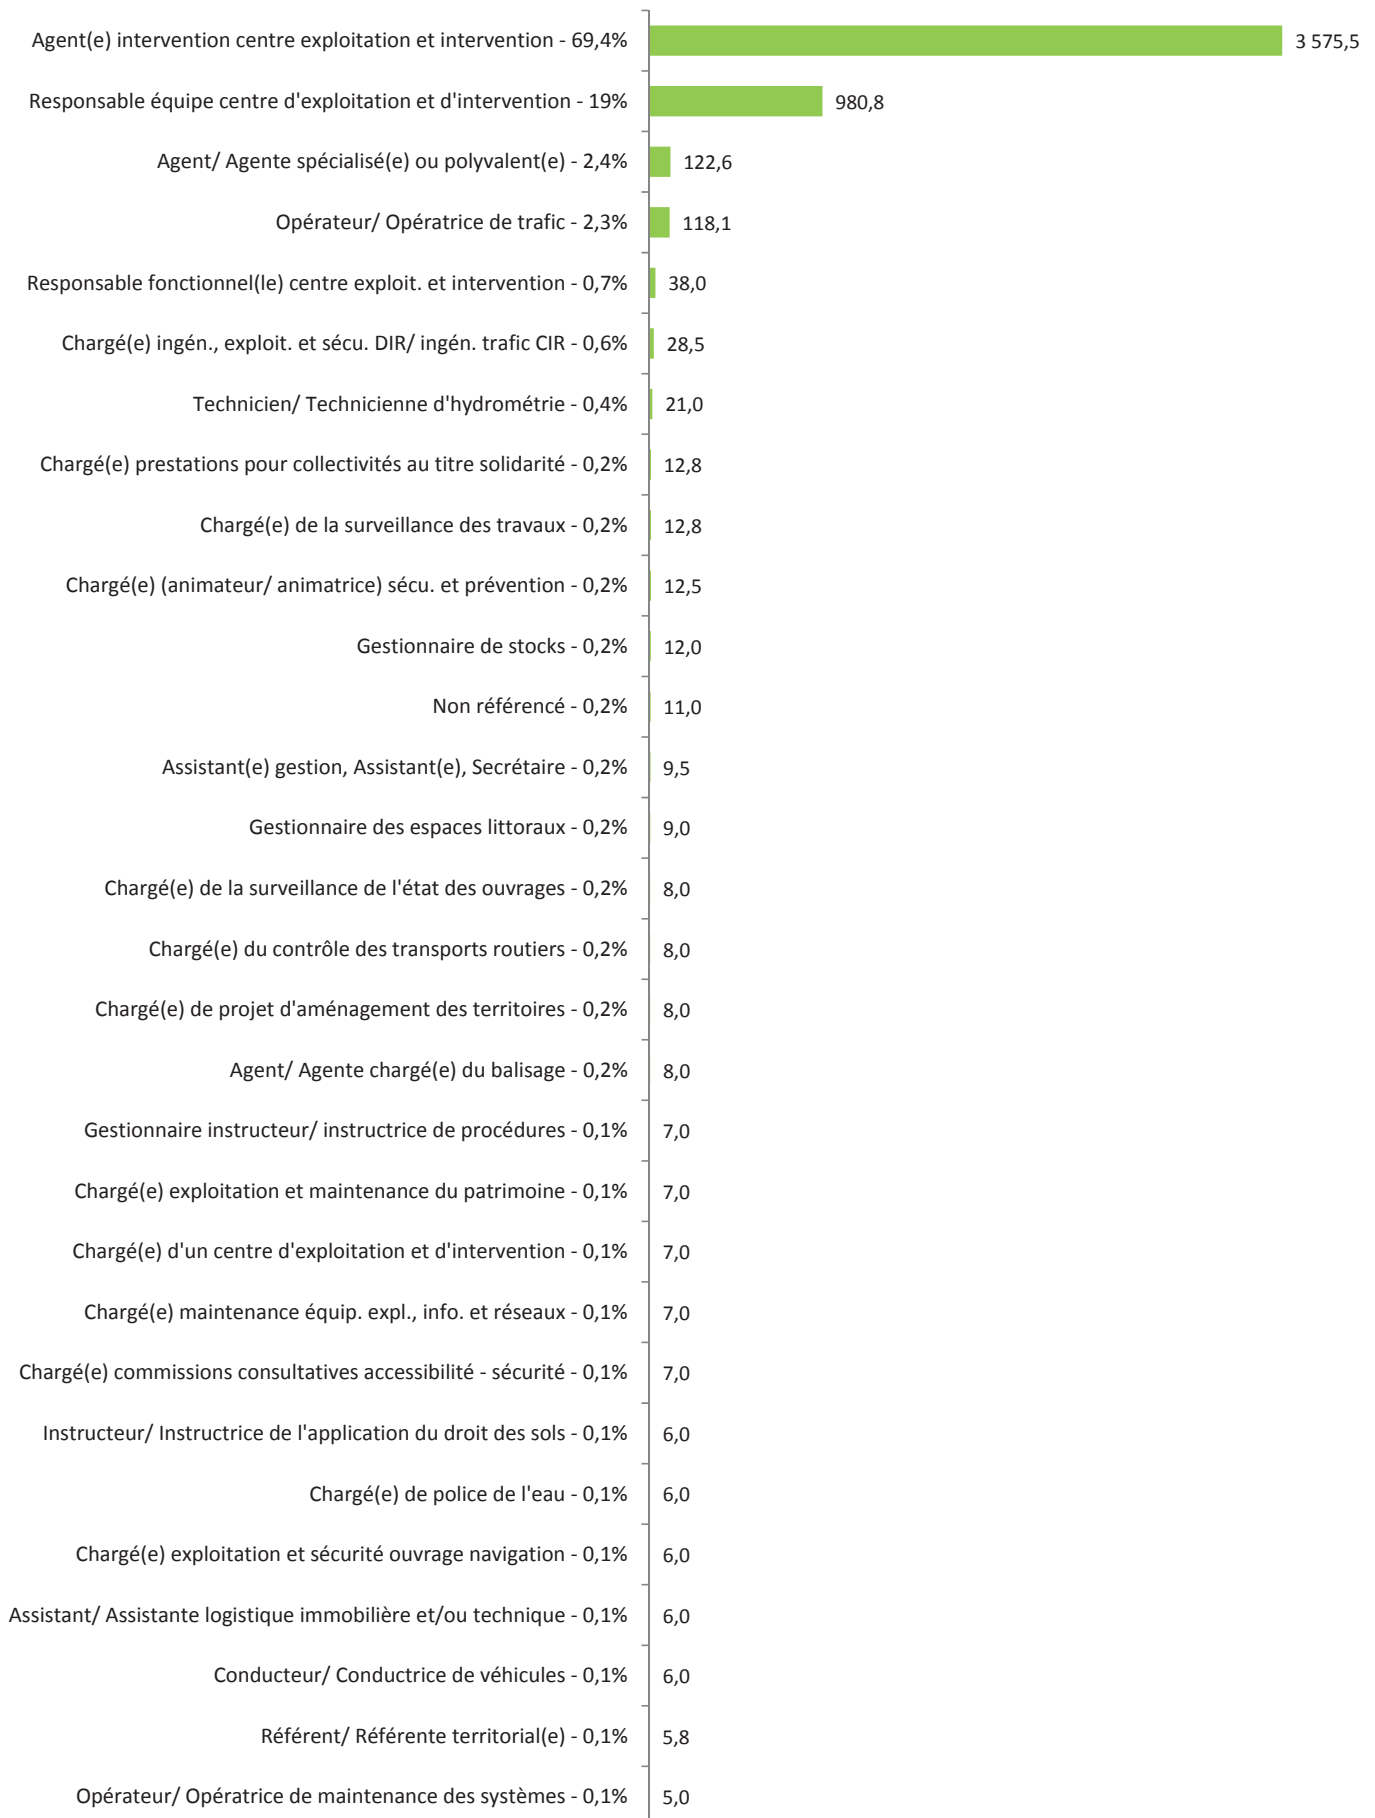 Agent(e) intervention centre exploitation et intervention - 69,4% 3 575,5
Responsable équipe centre d'exploitation et d'intervention - 19% 980,8
Agent/ Agente spécialisé(e) ou polyvalent(e) - 2,4% 122,6
Opérateur/ Opératrice de trafic - 2,3% 118,1
Responsable fonctionnel(le) centre exploit. et intervention - 0,7% 38,0
Chargé(e) ingén., exploit. et sécu. DIR/ ingén. trafic CIR - 0,6% 28,5
Technicien/ Technicienne d'hydrométrie - 0,4% 21,0
Chargé(e) prestations pour collectivités au titre solidarité - 0,2% 12,8
Chargé(e) de la surveillance des travaux - 0,2% 12,8
Chargé(e) (animateur/ animatrice) sécu. et prévention - 0,2% 12,5
Gestionnaire de stocks - 0,2% 12,0
Non référencé - 0,2% 11,0
Assistant(e) gestion, Assistant(e), Secrétaire - 0,2% 9,5
Gestionnaire des espaces littoraux - 0,2% 9,0
Chargé(e) de la surveillance de l'état des ouvrages - 0,2% 8,0
Chargé(e) du contrôle des transports routiers - 0,2% 8,0
Chargé(e) de projet d'aménagement des territoires - 0,2% 8,0
Agent/ Agente chargé(e) du balisage - 0,2% 8,0
Gestionnaire instructeur/ instructrice de procédures - 0,1% 7,0
Chargé(e) exploitation et maintenance du patrimoine - 0,1% 7,0
Chargé(e) d'un centre d'exploitation et d'intervention - 0,1% 7,0
Chargé(e) maintenance équip. expl., info. et réseaux - 0,1% 7,0
Chargé(e) commissions consultatives accessibilité - sécurité - 0,1% 7,0
Instructeur/ Instructrice de l'application du droit des sols - 0,1% 6,0
Chargé(e) de police de l'eau - 0,1% 6,0
Chargé(e) exploitation et sécurité ouvrage navigation - 0,1% 6,0
Assistant/ Assistante logistique immobilière et/ou technique - 0,1% 6,0
Conducteur/ Conductrice de véhicules - 0,1% 6,0
Référent/ Référente territorial(e) - 0,1% 5,8
Opérateur/ Opératrice de maintenance des systèmes - 0,1% 5,0